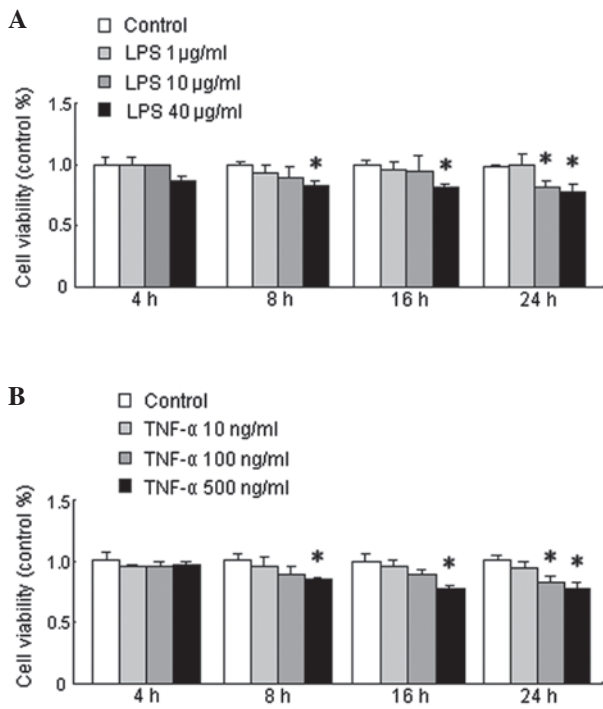 A
Control
LPS 1 µg/ml
LPS 10 µg/ml
LPS 40 µg/ml
Cell viability (control %)
1.5
1.0
0.5
0
* * * *
4 h 8 h 16 h 24 h
B
Control
TNF-α 10 ng/ml
TNF-α 100 ng/ml
TNF-α 500 ng/ml
Cell viability (control %)
1.5
1.0
0.5
0
* * * *
4 h 8 h 16 h 24 h